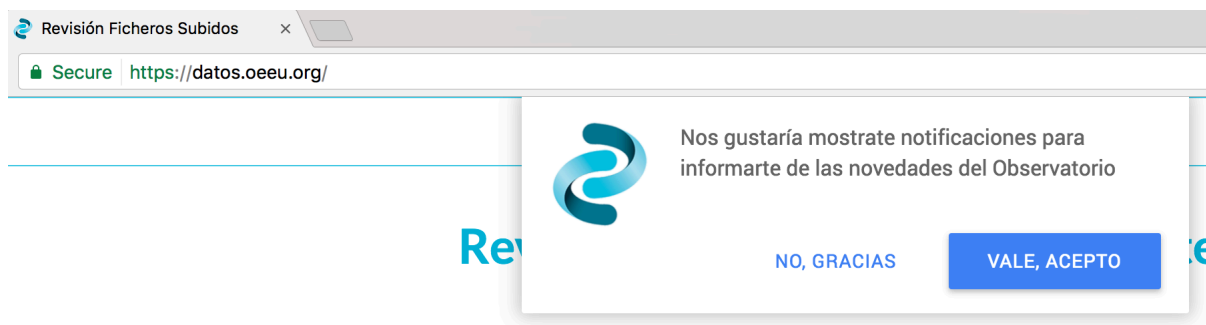 Revisión Ficheros Subidos
Secure https://datos.oeeu.org/
Nos gustaría mostrate notificaciones para
informarte de las novedades del Observatorio
NO, GRACIAS VALE, ACEPTO